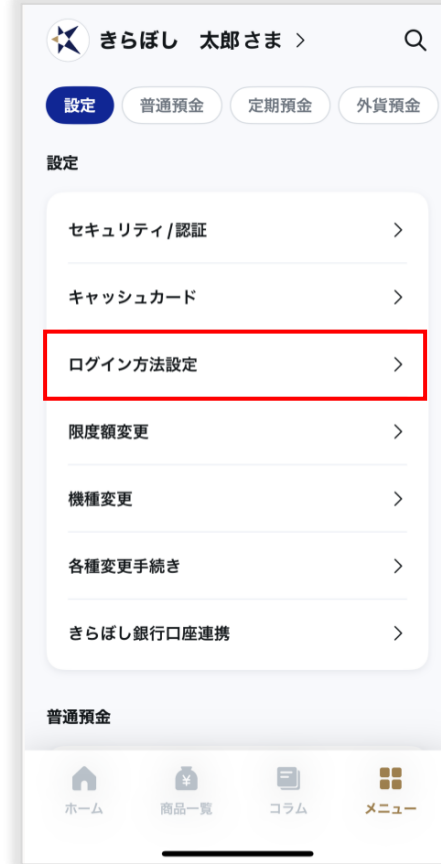 きらぼし 太郎さま
設定 普通預金 定期預金 外貨預金
設定
セキュリティ/認証
キャッシュカード
ログイン方法設定
限度額変更
機種変更
各種変更手続き
きらぼし銀行口座連携
普通預金
ホーム 商品一覧 コラム メニュー